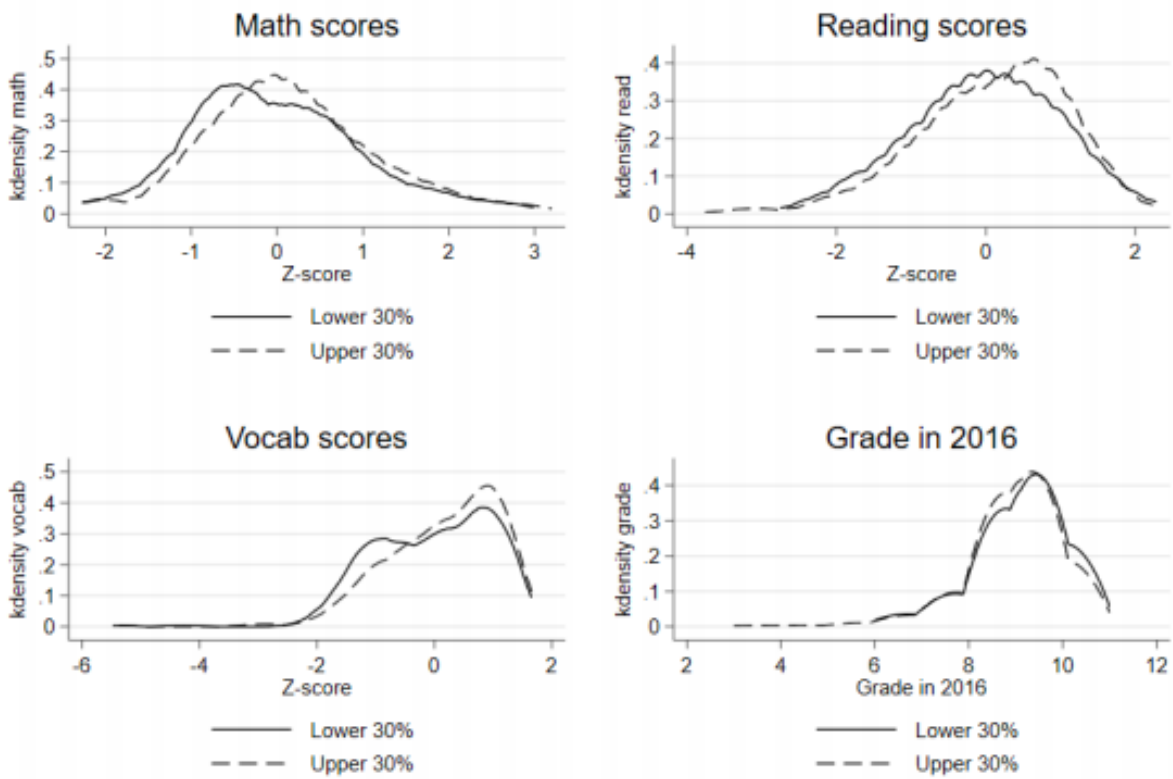 Math scores
kdensity math
.5
.4
.3
.2
.1
0
-2 -1 0 1 2 3
Z-score
Lower 30%
Upper 30%
Reading scores
kdensity read
.4
.3
.2
.1
0
-4 -2 0 2
Z-score
Lower 30%
Upper 30%
Vocab scores
kdensity vocab
.5
.4
.3
.2
.1
0
-6 -4 -2 0 2
Z-score
Lower 30%
Upper 30%
Grade in 2016
kdensity grade
.4
.3
.2
.1
0
2 4 6 8 10 12
Grade in 2016
Lower 30%
Upper 30%